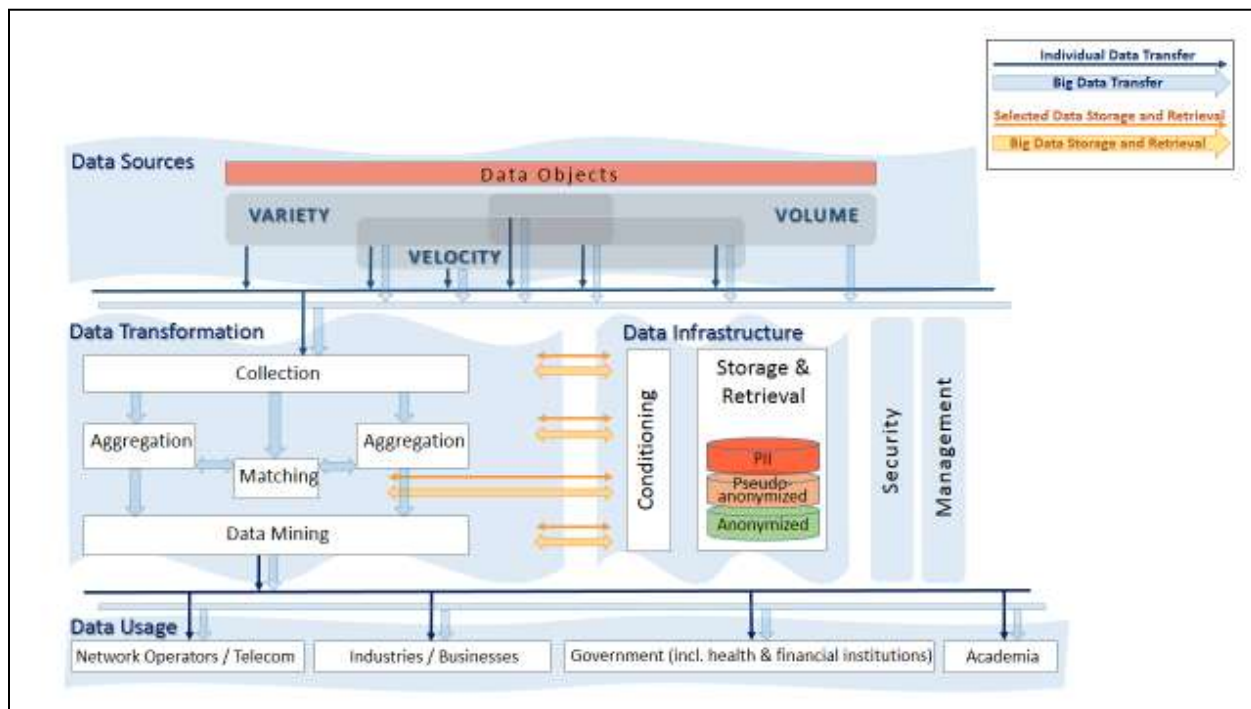 Individual Data Transfer
Big Data Transfer
Selected Data Storage and Retrieval
Big Data Storage and Retrieval
Data Sources
Data Objects
VARIETY
VOLUME
VELOCITY
Data Transformation
Data Infrastructure
Collection
Aggregation
Aggregation
Matching
Data Mining
Conditioning
Storage &
Retrieval
PII
Pseudo-
anonymized
Anonymized
Security
Management
Data Usage
Network Operators / Telecom
Industries / Businesses
Government (incl. health & financial institutions)
Academia